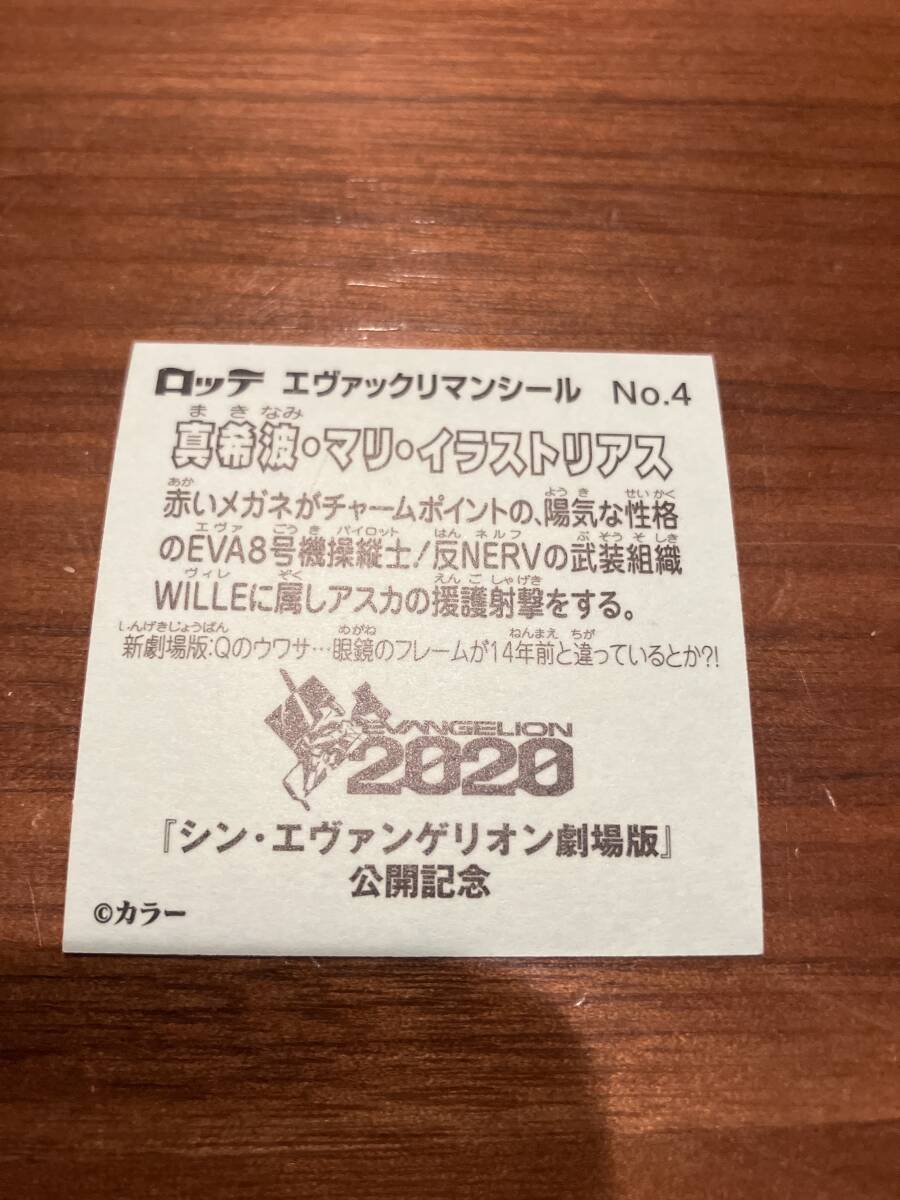 ロッテ エヴァックリマンシール No.4
まきなみ
真希波・マリ・イラストリアス
あか ようき せいかく
赤いメガネがチャームポイントの、陽気な性格
エヴァ ごうき パイロット はん ネルフ ぶそうそしき
のEVA8号機操縦士!反NERVの武装組織
ヴィレ ぞく えんごしゃげき
WILLEに属しアスカの援護射撃をする。
しんげきじょうばん めがね ねんまえ ちが
新劇場版:Qのウワサ…眼鏡のフレームが14年前と違っているとか?!
EVANGELION
2020
『シン・エヴァンゲリオン劇場版』
公開記念
©カラー